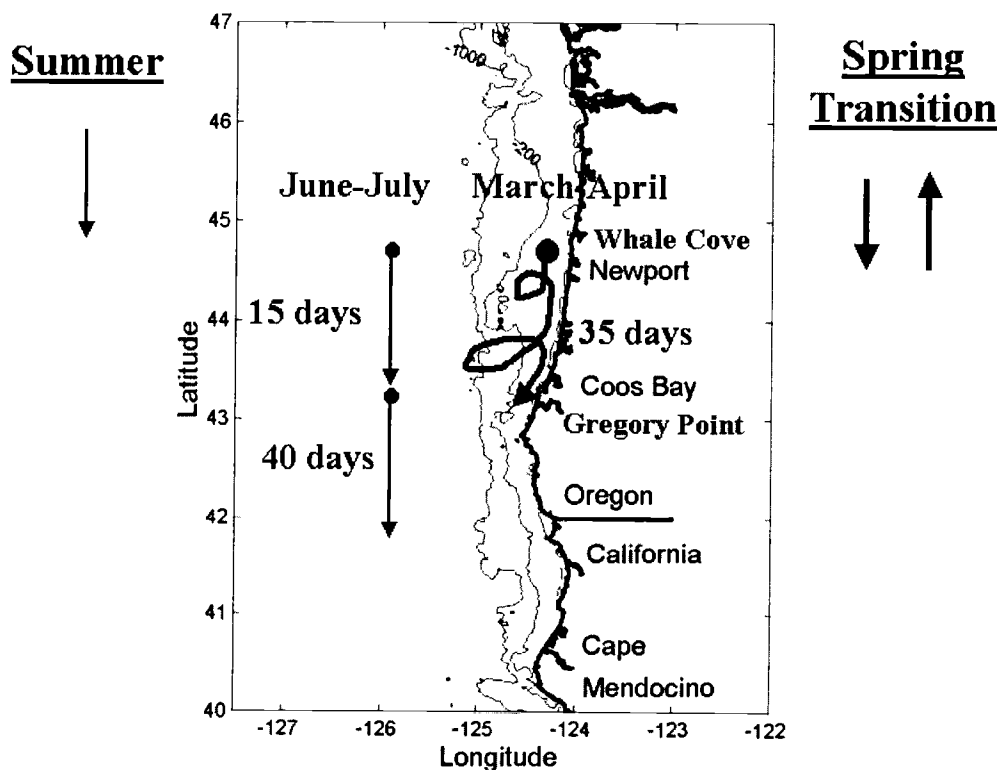 Summer
Spring
Transition
47
46
45
44
43
42
41
40
Latitude
-1000
-200
June-July
March-April
Whale Cove
Newport
15 days
35 days
Coos Bay
Gregory Point
40 days
Oregon
California
Cape
Mendocino
-127
-126
-125
-124
-123
-122
Longitude